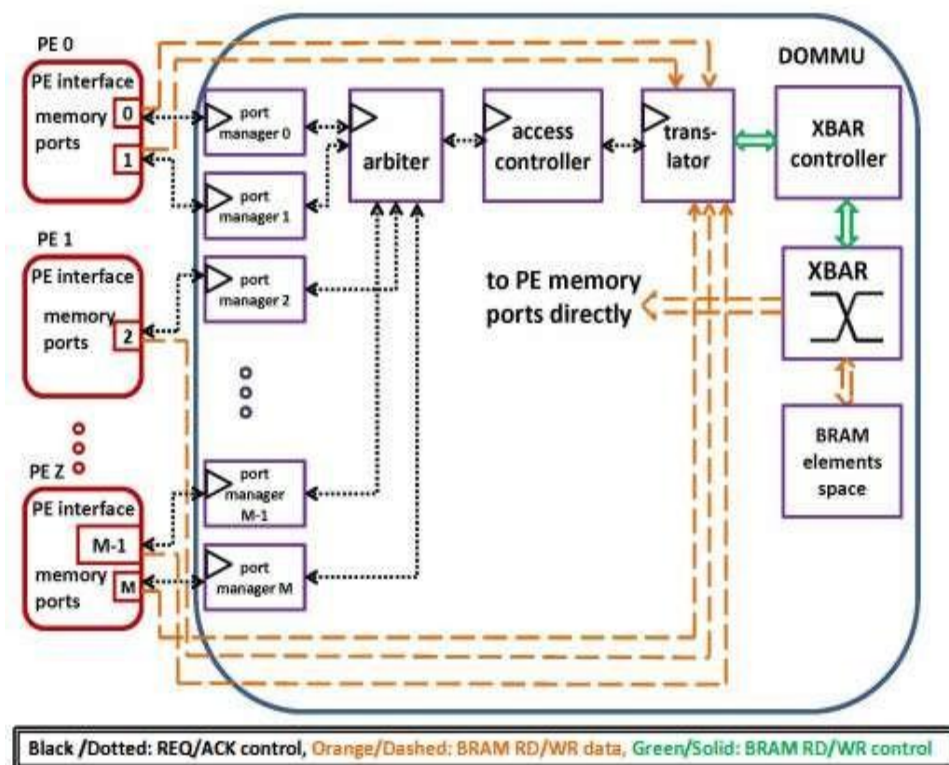 PE 0
PE interface
memory
ports
0
1
PE 1
PE interface
memory
ports
2
PE Z
PE interface
M-1
memory
ports
M
DOMMU
port
manager 0
port
manager 1
port
manager 2
port
manager
M-1
port
manager M
arbiter
access
controller
trans-
lator
XBAR
controller
XBAR
to PE memory
ports directly
BRAM
elements
space
Black /Dotted: REQ/ACK control, Orange/Dashed: BRAM RD/WR data, Green/Solid: BRAM RD/WR control